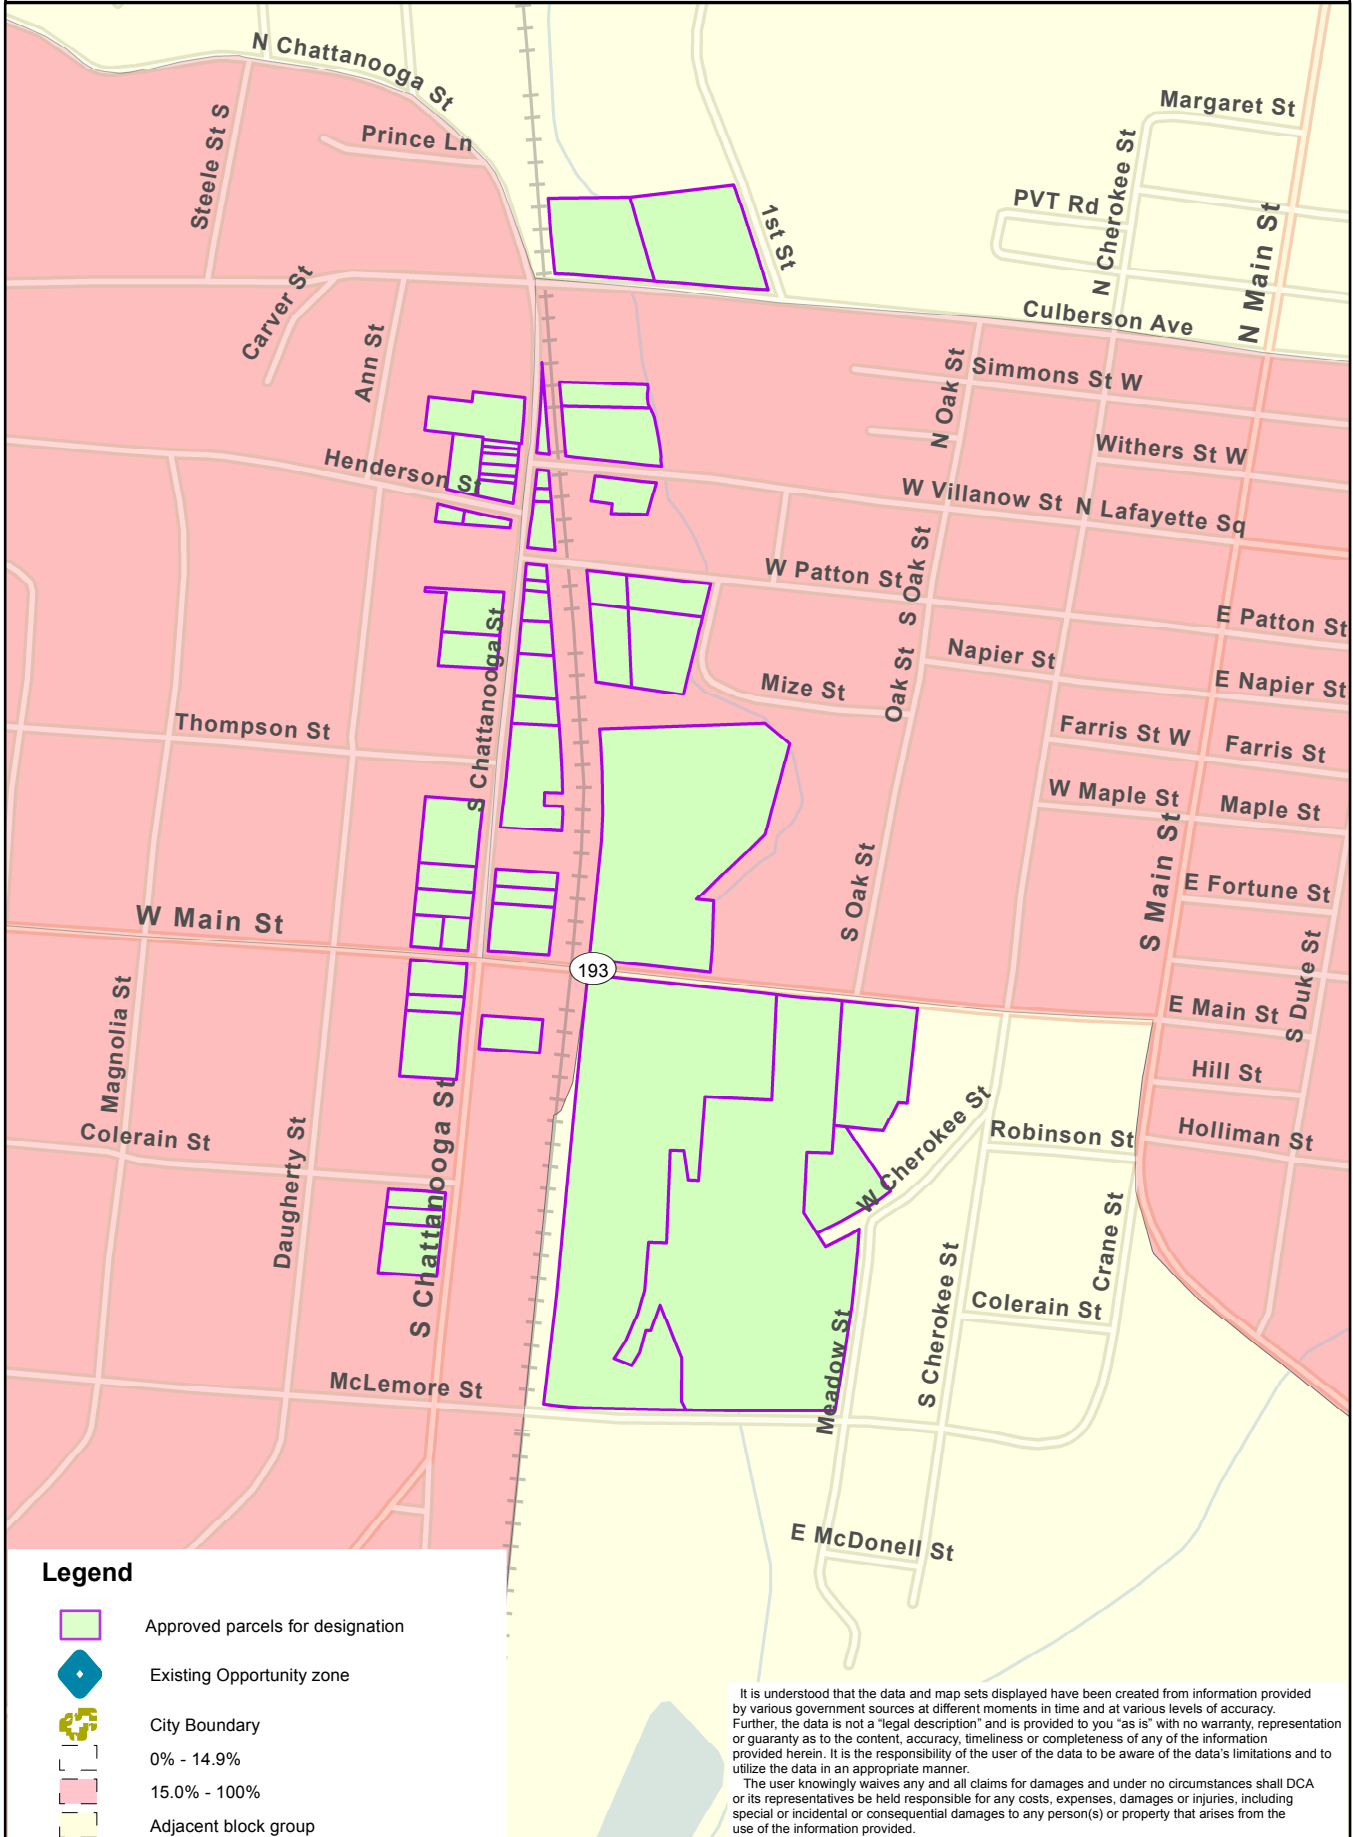 N Chattanooga St
Margaret St
Steele St S
Prince Ln
N Cherokee St
PVT Rd
1st St
N Main St
Carver St
Culberson Ave
Ann St
N Oak St
Simmons St W
Henderson St
Withers St W
W Villanow St
N Lafayette Sq
W Patton St
S Oak St
E Patton St
S Chattanooga St
Napier St
Oak St
Mize St
E Napier St
Thompson St
Farris St W
Farris St
W Maple St
Maple St
S Main St
S Oak St
E Fortune St
W Main St
193
S Duke St
Magnolia St
E Main St
Hill St
S Chattanooga St
W Cherokee St
Colerain St
Daugherty St
Robinson St
Holliman St
Crane St
S Cherokee St
Colerain St
Meadow St
McLemore St
E McDonell St
Legend
Approved parcels for designation
Existing Opportunity zone
City Boundary
0% - 14.9%
15.0% - 100%
Adjacent block group
It is understood that the data and map sets displayed have been created from information provided
by various government sources at different moments in time and at various levels of accuracy.
Further, the data is not a “legal description” and is provided to you “as is” with no warranty, representation
or guaranty as to the content, accuracy, timeliness or completeness of any of the information
provided herein. It is the responsibility of the user of the data to be aware of the data’s limitations and to
utilize the data in an appropriate manner.
The user knowingly waives any and all claims for damages and under no circumstances shall DCA
or its representatives be held responsible for any costs, expenses, damages or injuries, including
special or incidental or consequential damages to any person(s) or property that arises from the
use of the information provided.